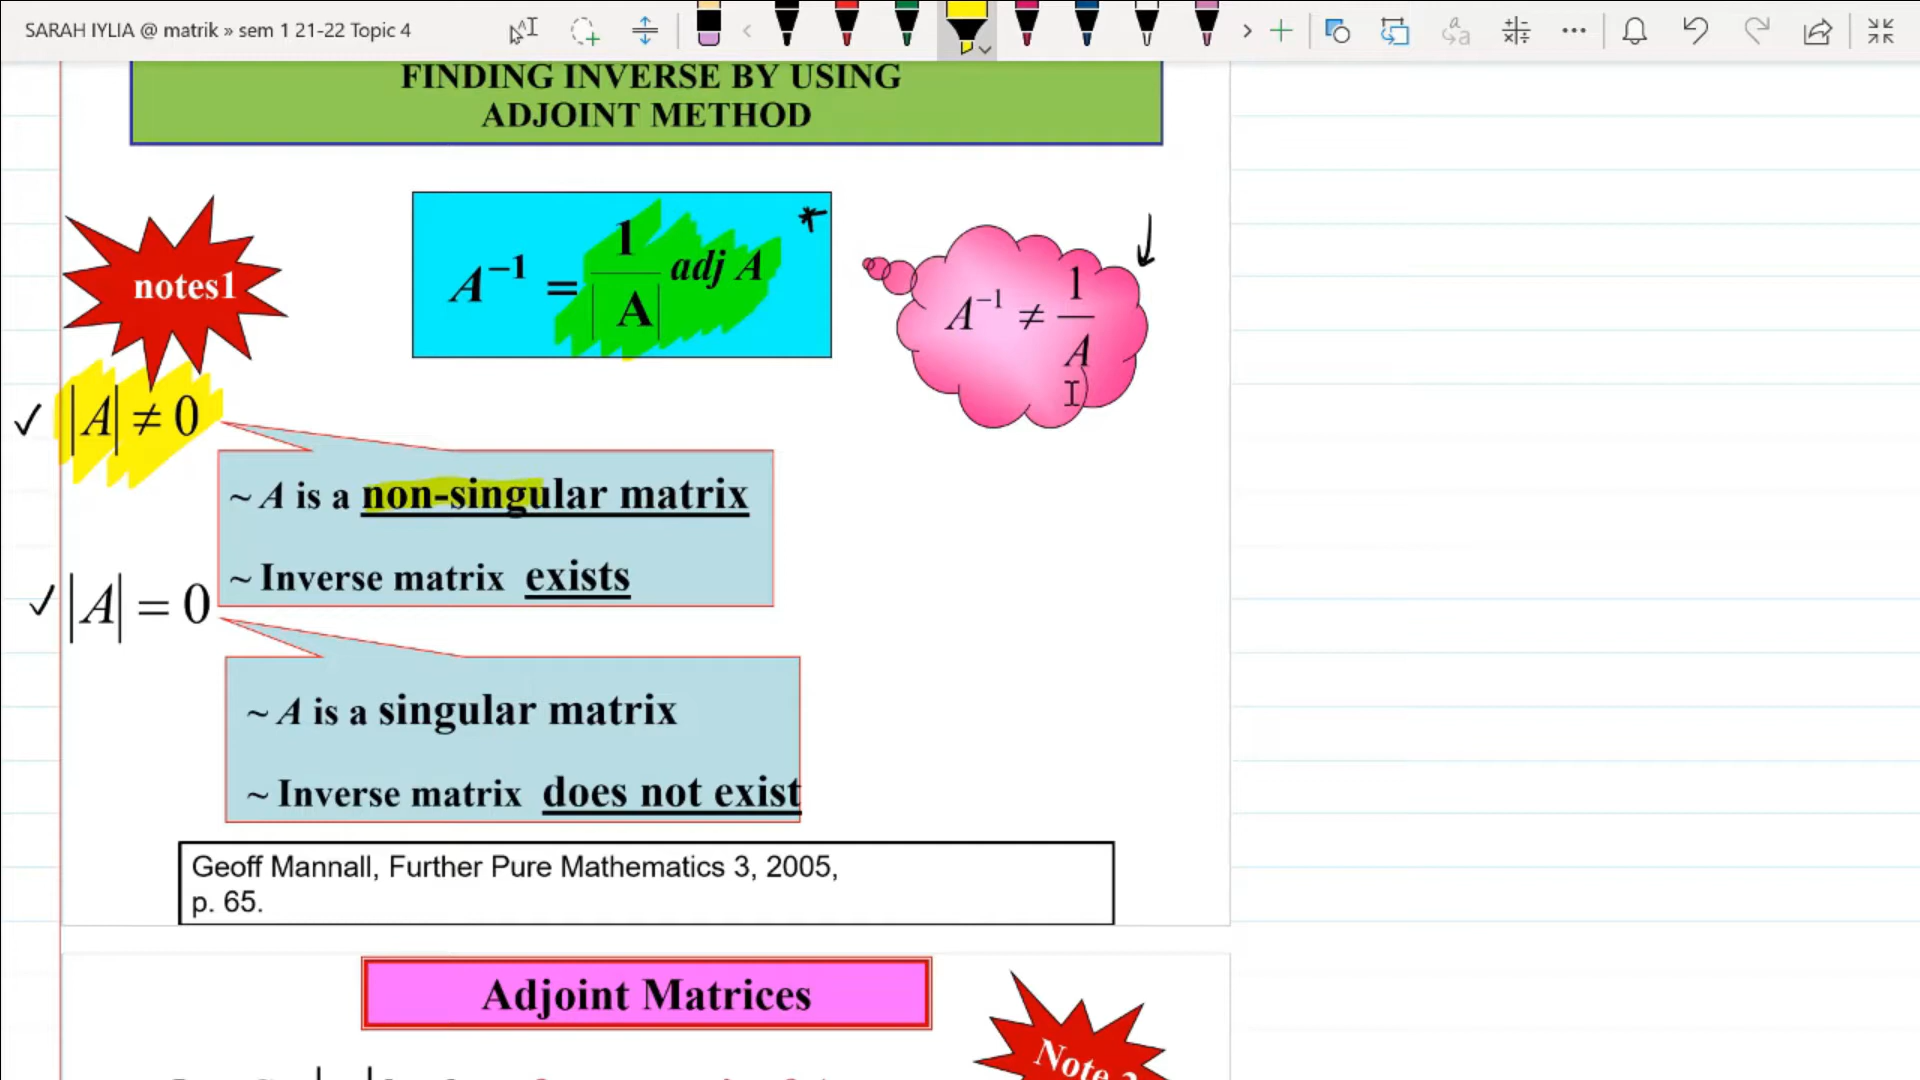 SARAH IYLIA @ matrik » sem 1 21-22 Topic 4
FINDING INVERSE BY USING
ADJOINT METHOD
notes1
A⁻¹ = 1/|A| adj A *
A⁻¹ ≠ 1/A
✓ |A| ≠ 0
~ A is a non-singular matrix
~ Inverse matrix exists
✓ |A| = 0
~ A is a singular matrix
~ Inverse matrix does not exist
Geoff Mannall, Further Pure Mathematics 3, 2005,
p. 65.
Adjoint Matrices
Note